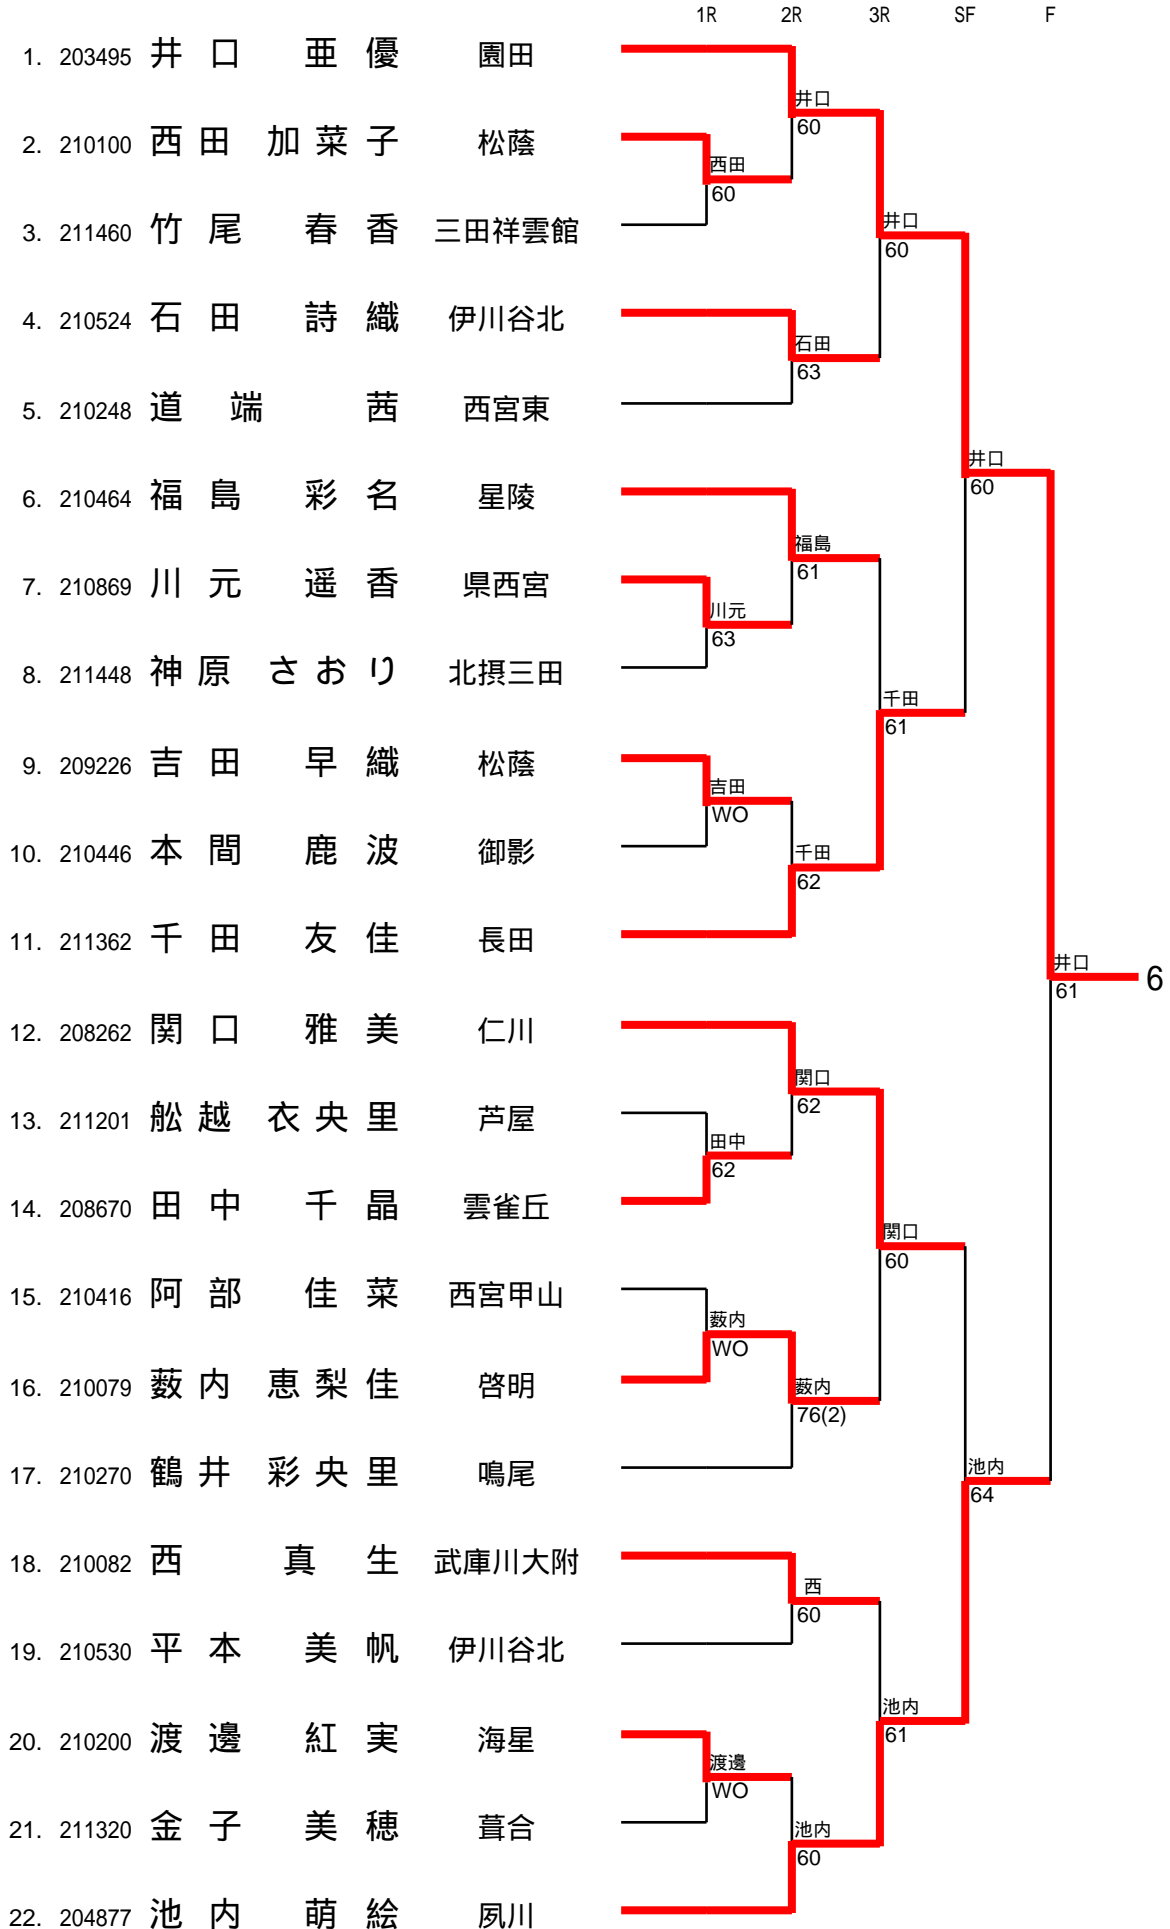 1R 2R 3R SF F
1. 203495 井口 亜優 園田
井口
60
2. 210100 西田 加菜子 松蔭
西田
60
3. 211460 竹尾 春香 三田祥雲館
井口
60
4. 210524 石田 詩織 伊川谷北
石田
63
5. 210248 道端 茜 西宮東
井口
60
6. 210464 福島 彩名 星陵
福島
61
7. 210869 川元 遥香 県西宮
川元
63
8. 211448 神原 さおり 北摂三田
千田
61
9. 209226 吉田 早織 松蔭
吉田
WO
10. 210446 本間 鹿波 御影
千田
62
11. 211362 千田 友佳 長田
井口
61
6
12. 208262 関口 雅美 仁川
関口
62
13. 211201 舩越 衣央里 芦屋
田中
62
14. 208670 田中 千晶 雲雀丘
関口
60
15. 210416 阿部 佳菜 西宮甲山
薮内
WO
16. 210079 薮内 恵梨佳 啓明
薮内
76(2)
17. 210270 鶴井 彩央里 鳴尾
池内
64
18. 210082 西 真生 武庫川大附
西
60
19. 210530 平本 美帆 伊川谷北
池内
61
20. 210200 渡邊 紅実 海星
渡邊
WO
21. 211320 金子 美穂 葺合
池内
60
22. 204877 池内 萌絵 夙川